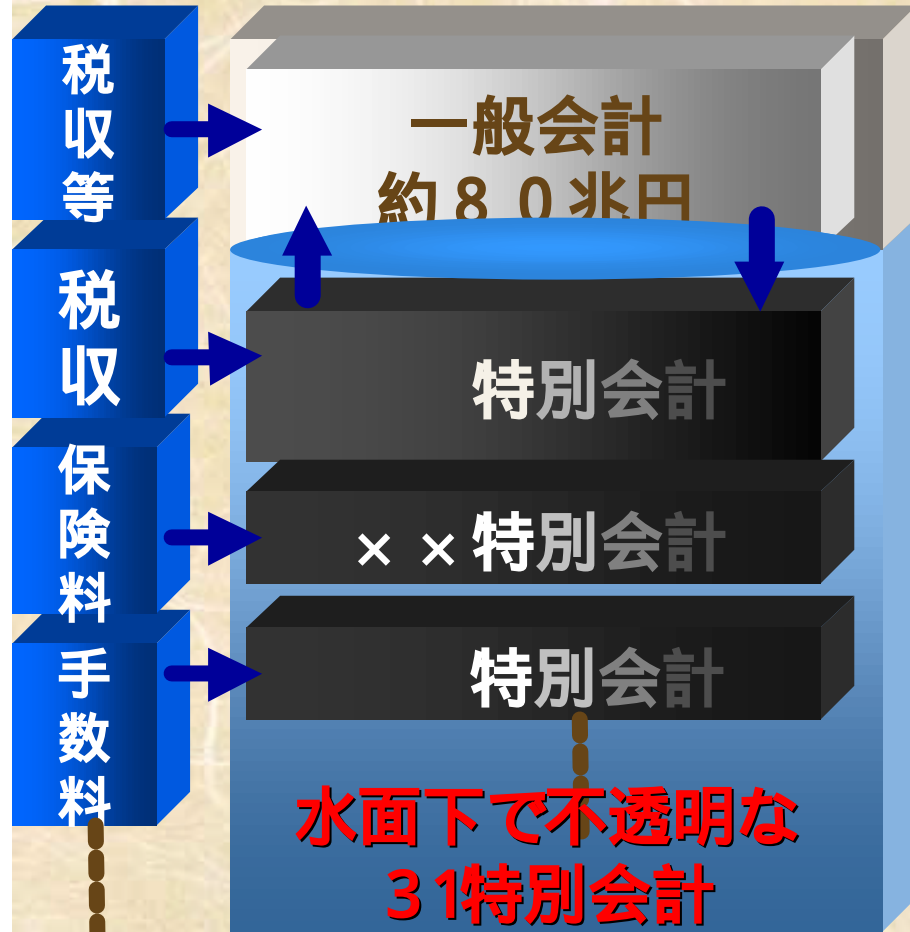 税収等
一般会計
約８０兆円
税収
特別会計
保険料
××特別会計
手数料
特別会計
水面下で不透明な
３１特別会計